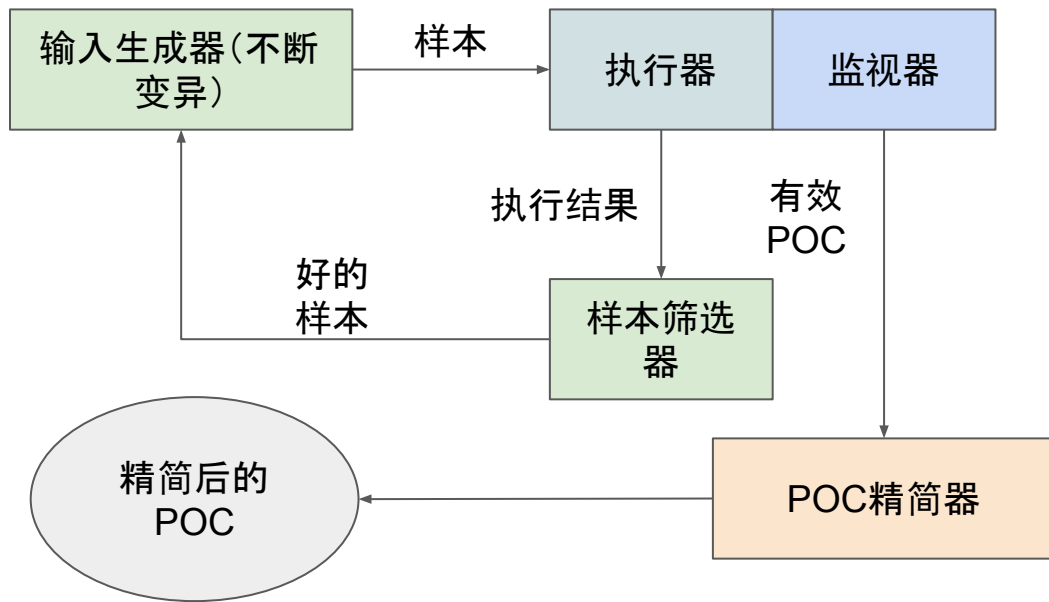 输入生成器（不断
变异）
样本
执行器
监视器
执行结果
有效
POC
好的
样本
样本筛选
器
精简后的
POC
POC精简器